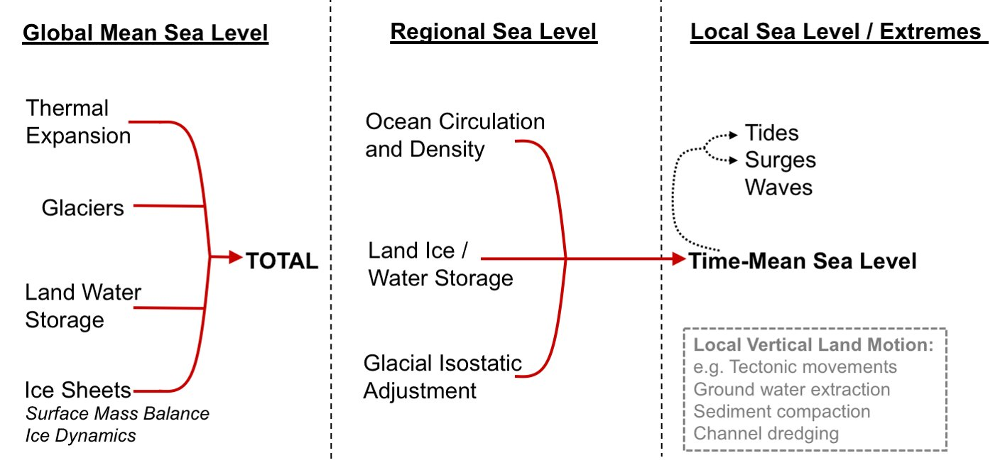 Global Mean Sea Level
Thermal
Expansion
Glaciers
TOTAL
Land Water
Storage
Ice Sheets
Surface Mass Balance
Ice Dynamics
Regional Sea Level
Ocean Circulation
and Density
Land Ice /
Water Storage
Glacial Isostatic
Adjustment
Local Sea Level / Extremes
Tides
Surges
Waves
Time-Mean Sea Level
Local Vertical Land Motion:
e.g. Tectonic movements
Ground water extraction
Sediment compaction
Channel dredging